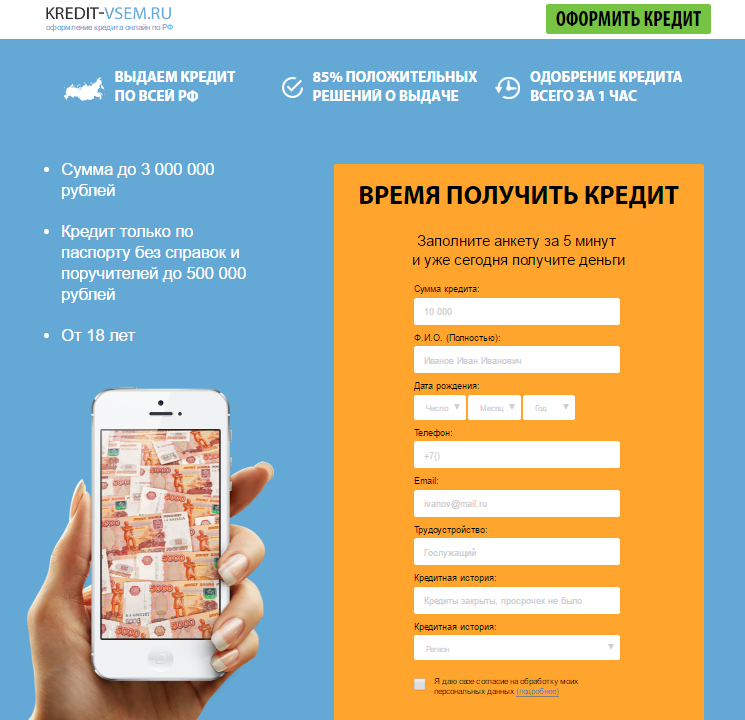 KREDIT-VSEM.RU
оформление кредита онлайн по РФ
ОФОРМИТЬ КРЕДИТ
ВЫДАЕМ КРЕДИТ
ПО ВСЕЙ РФ
85% ПОЛОЖИТЕЛЬНЫХ
РЕШЕНИЙ О ВЫДАЧЕ
ОДОБРЕНИЕ КРЕДИТА
ВСЕГО ЗА 1 ЧАС
Сумма до 3 000 000
рублей
Кредит только по
паспорту без справок и
поручителей до 500 000
рублей
От 18 лет
ВРЕМЯ ПОЛУЧИТЬ КРЕДИТ
Заполните анкету за 5 минут
и уже сегодня получите деньги
Сумма кредита:
10 000
Ф.И.О. (Полностью):
Иванов Иван Иванович
Дата рождения:
Число Месяц Год
Телефон:
+7()
Email:
ivanov@mail.ru
Трудоустройство:
Гослужащий
Кредитная история:
Кредиты закрыты, просрочек не было
Кредитная история:
Регион
Я даю свое согласие на обработку моих
персональных данных (подробнее)